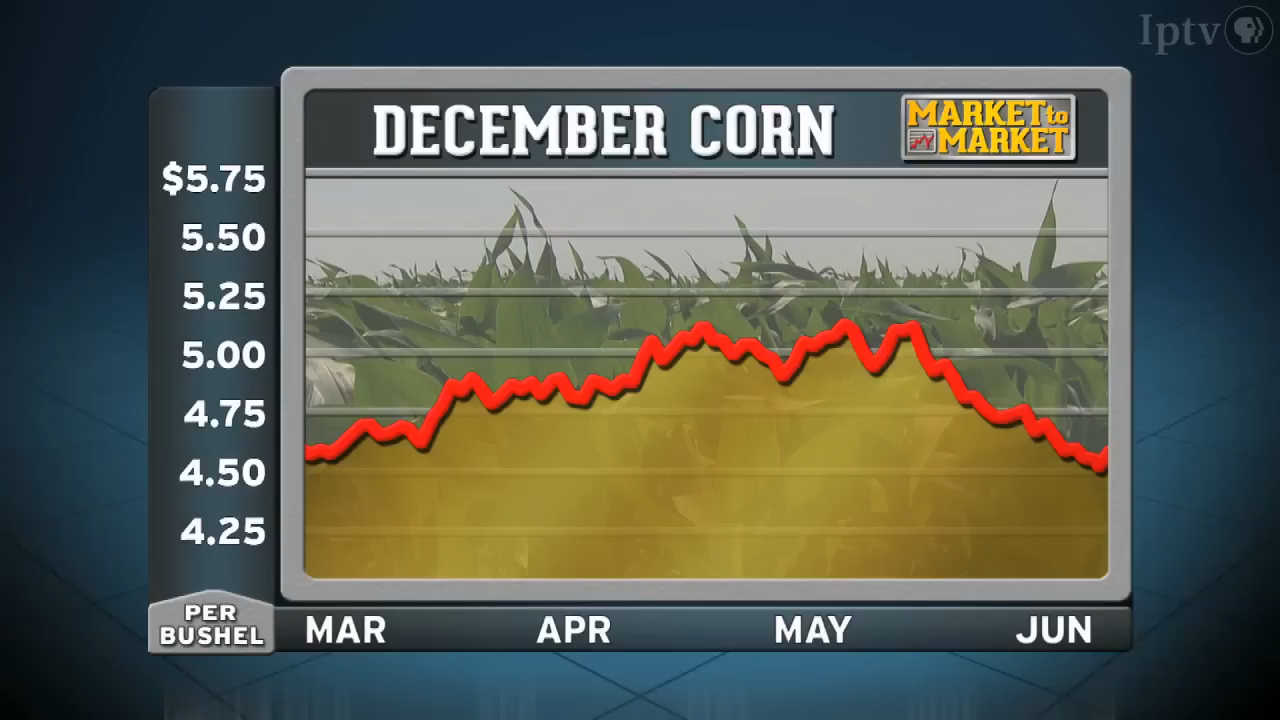 Iptv
DECEMBER CORN
MARKET to
MARKET
$5.75
5.50
5.25
5.00
4.75
4.50
4.25
PER
BUSHEL
MAR APR MAY JUN